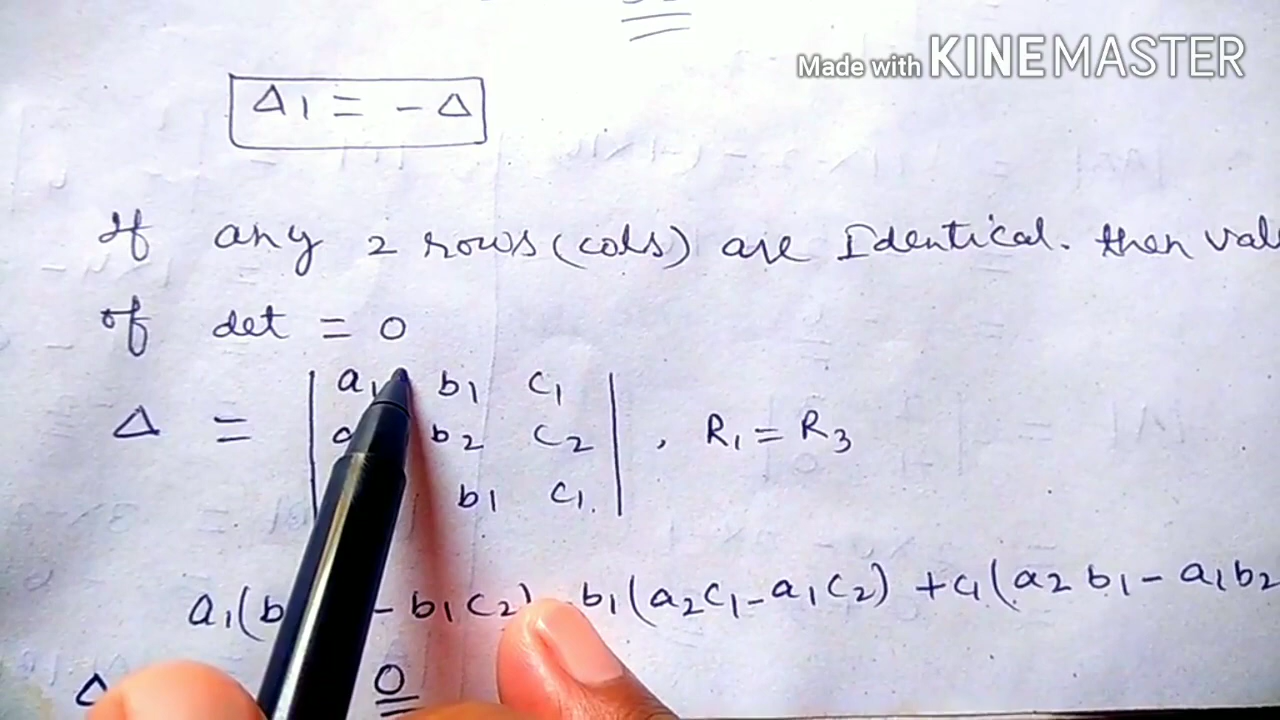 Made with KINEMASTER
Δ1 = - Δ
If any 2 rows (cols) are Identical. then val
of det = 0
a1 b1 c1
Δ = b2 c2 , R1 = R3
b1 c1.
a1(b - b1c2) - b1(a2c1 - a1c2) + c1(a2b1 - a1b2
Δ 0